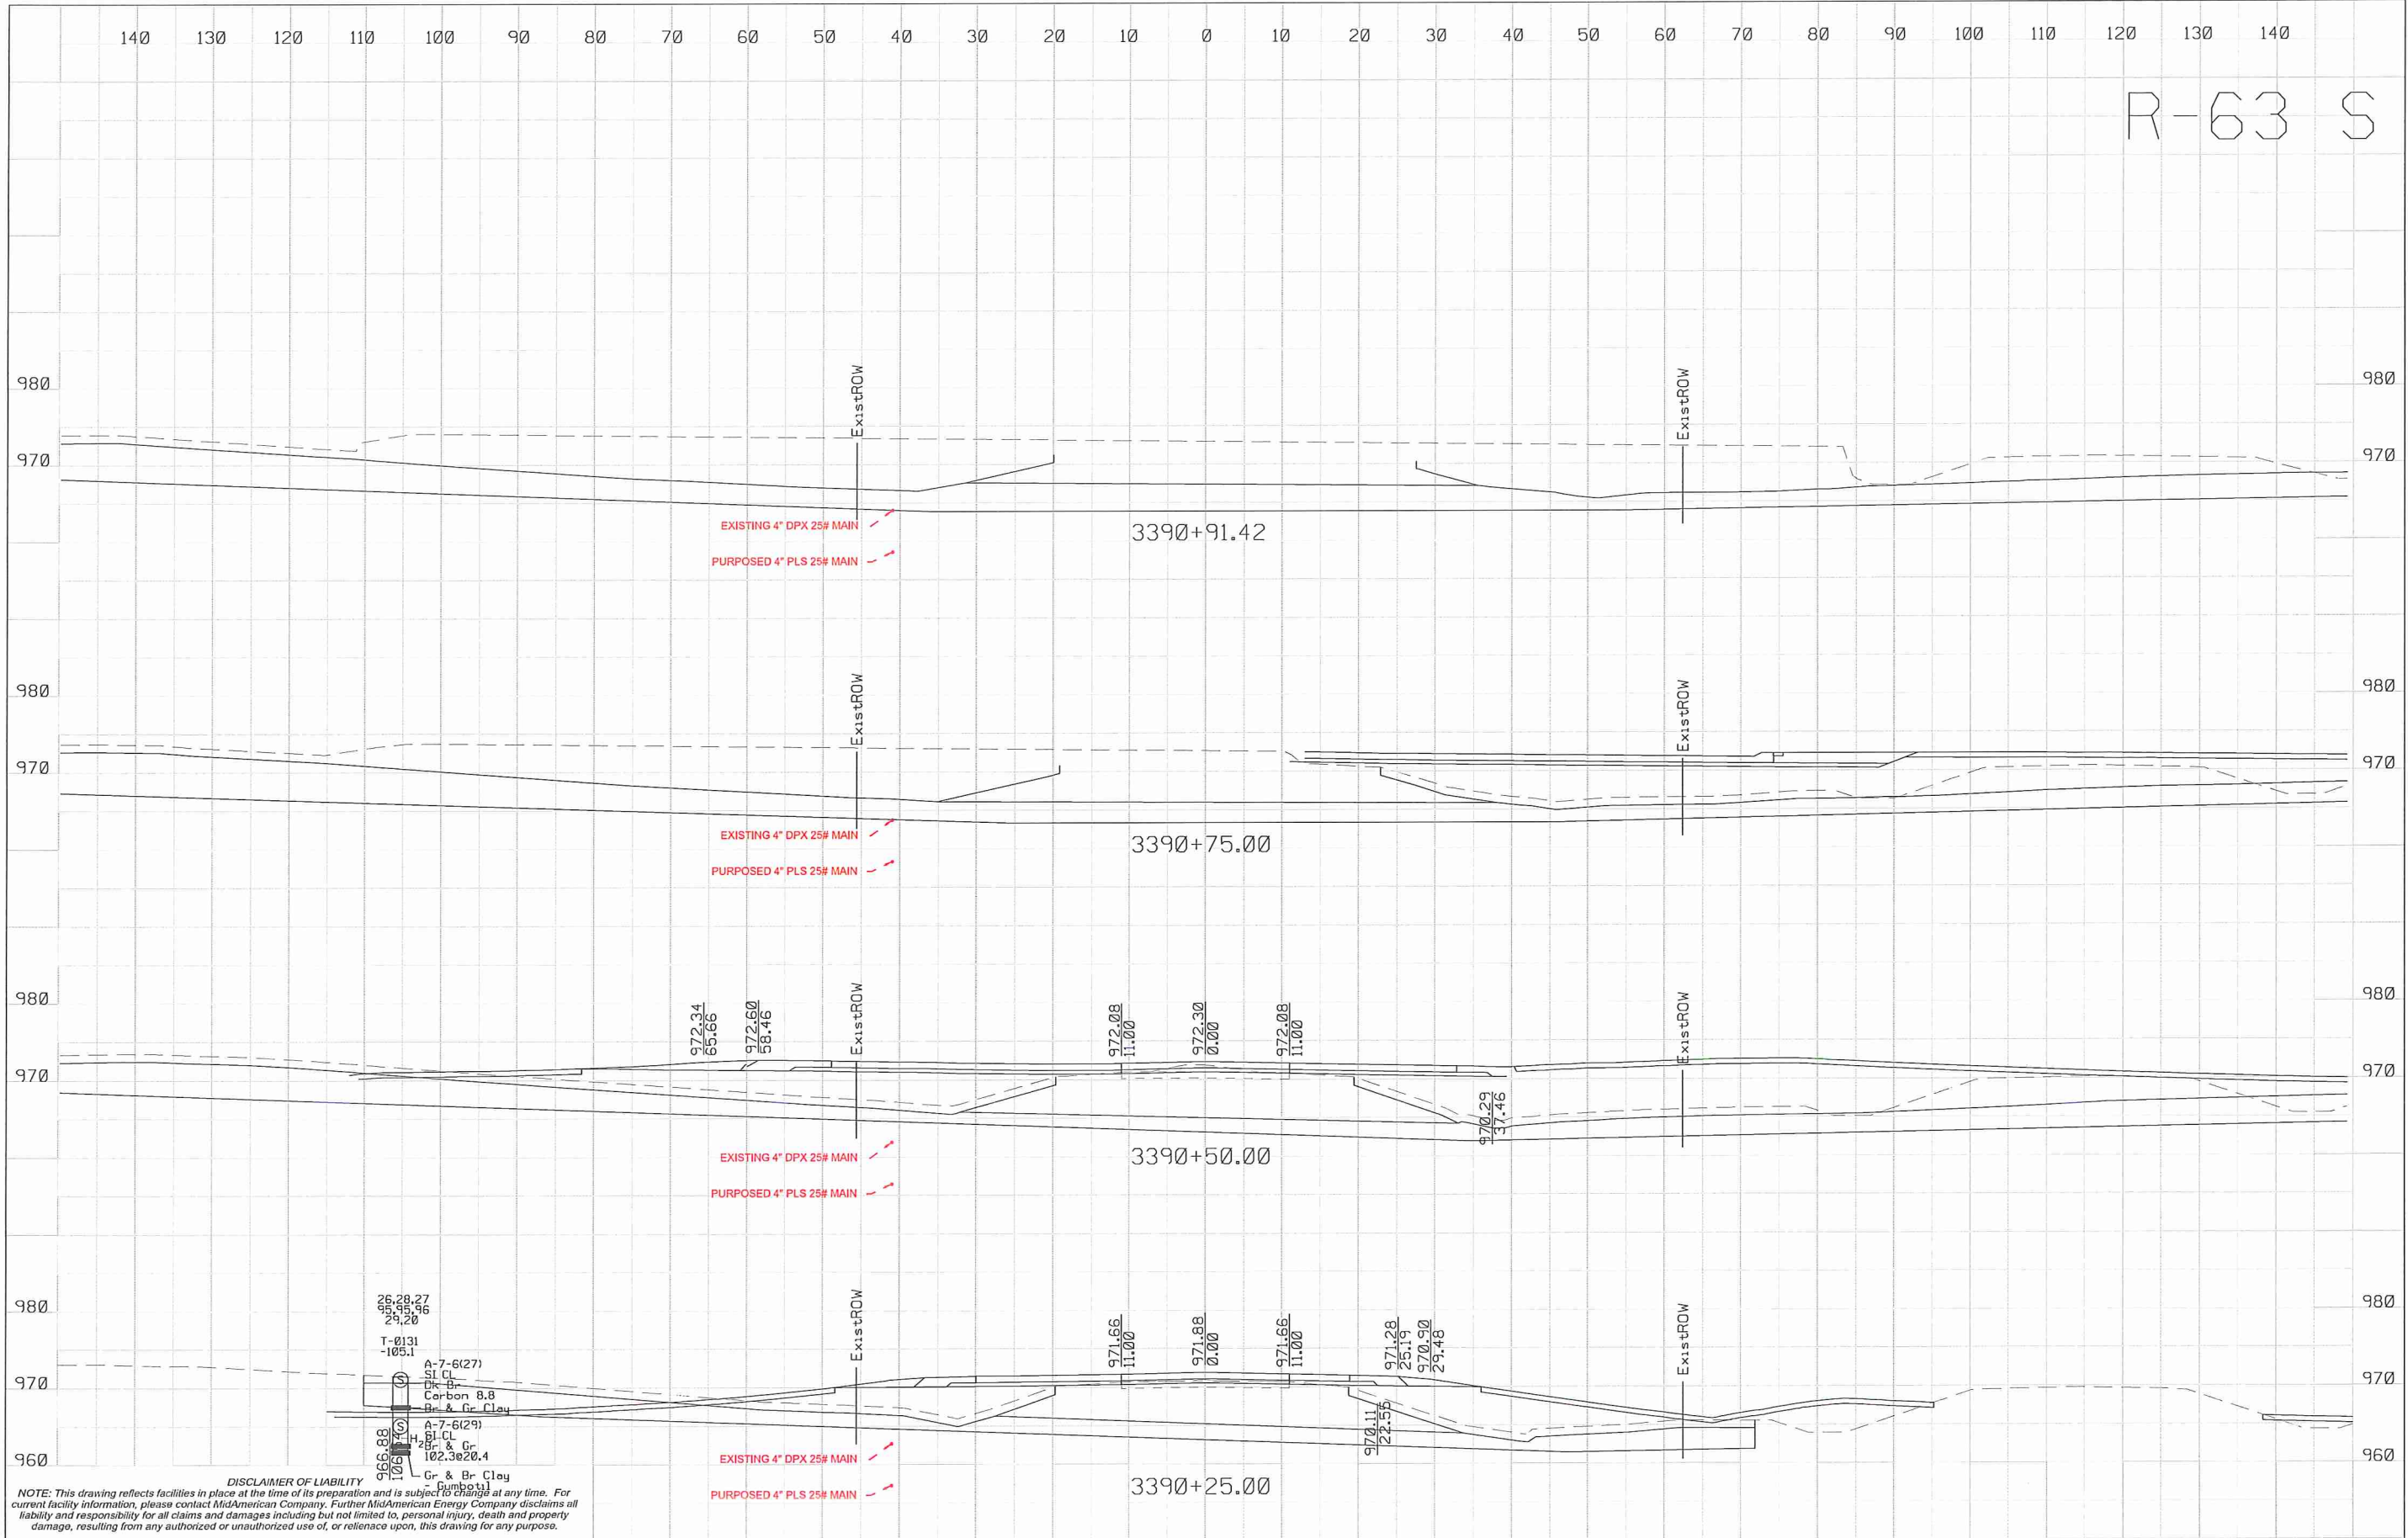 140 130 120 110 100 90 80 70 60 50 40 30 20 10 0 10 20 30 40 50 60 70 80 90 100 110 120 130 140
R-63 S
ExistROW
ExistROW
980
980
970
970
EXISTING 4" DPX 25# MAIN
3390+91.42
PURPOSED 4" PLS 25# MAIN
ExistROW
ExistROW
980
980
970
970
EXISTING 4" DPX 25# MAIN
3390+75.00
PURPOSED 4" PLS 25# MAIN
980
980
972.34
65.66
972.60
58.46
ExistROW
972.08
11.00
972.30
0.00
972.08
11.00
ExistROW
970
970
970.29
37.46
EXISTING 4" DPX 25# MAIN
3390+50.00
PURPOSED 4" PLS 25# MAIN
980
980
26,28,27
95,95,96
29,20
T-0131
-105.1
ExistROW
971.66
11.00
971.88
0.00
971.66
11.00
971.28
25.19
970.90
29.48
ExistROW
970
970
S
A-7-6(27)
SI CL
Dk Br
Carbon 8.8
Br & Gr Clay
S
A-7-6(29)
SI CL
H2
Br & Gr
102.3@20.4
Gr & Br Clay
- Gumbotil
966.88
970.11
22.55
960
960
EXISTING 4" DPX 25# MAIN
3390+25.00
PURPOSED 4" PLS 25# MAIN
DISCLAIMER OF LIABILITY
NOTE: This drawing reflects facilities in place at the time of its preparation and is subject to change at any time. For
current facility information, please contact MidAmerican Company. Further MidAmerican Energy Company disclaims all
liability and responsibility for all claims and damages including but not limited to, personal injury, death and property
damage, resulting from any authorized or unauthorized use of, or relienace upon, this drawing for any purpose.